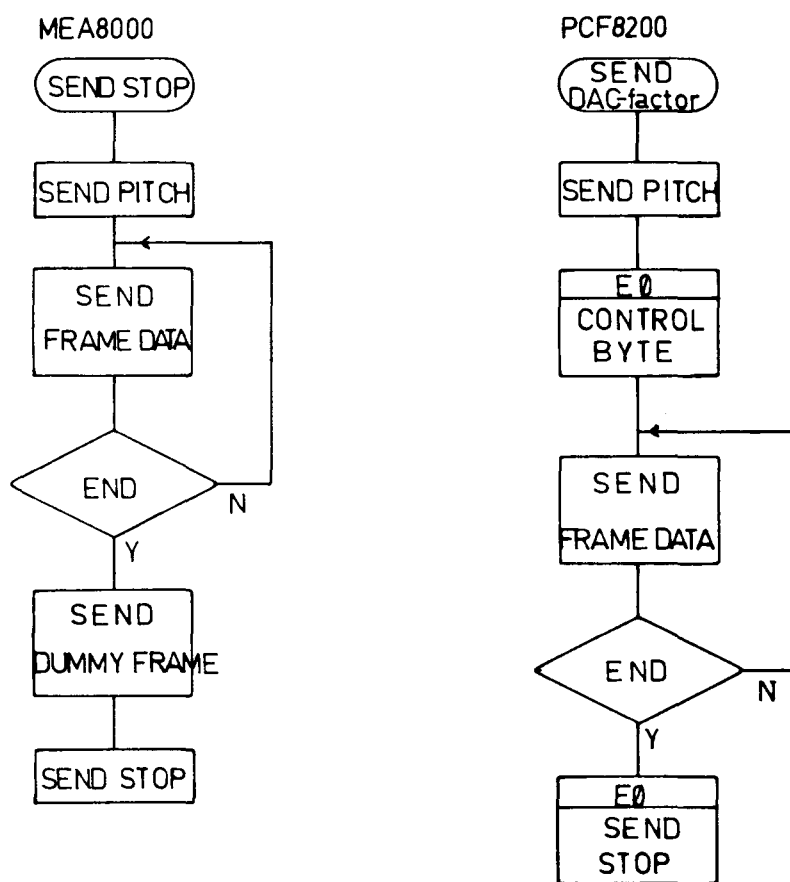 MEA8000
SEND STOP
SEND PITCH
SEND
FRAME DATA
END
N
Y
SEND
DUMMY FRAME
SEND STOP
PCF8200
SEND
DAC-factor
SEND PITCH
E0
CONTROL
BYTE
SEND
FRAME DATA
END
N
Y
E0
SEND
STOP